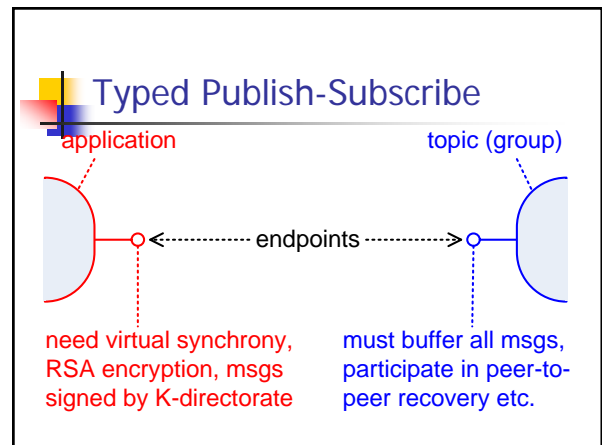 Typed Publish-Subscribe
application
topic (group)
endpoints
need virtual synchrony,
RSA encryption, msgs
signed by K-directorate
must buffer all msgs,
participate in peer-to-
peer recovery etc.